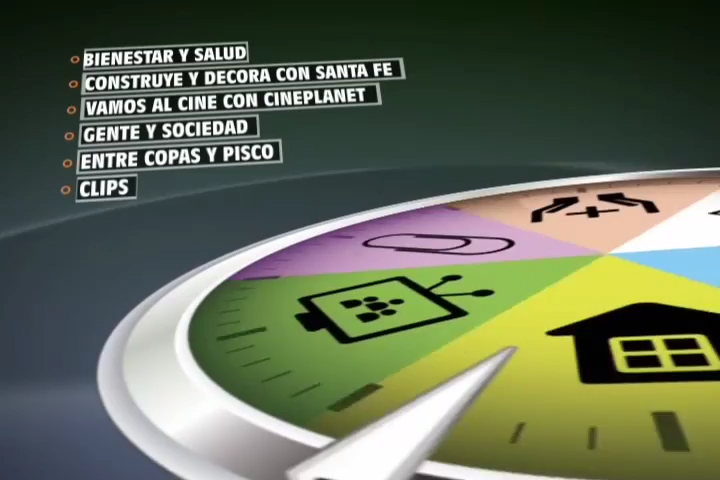 BIENESTAR Y SALUD
CONSTRUYE Y DECORA CON SANTA FE
VAMOS AL CINE CON CINEPLANET
GENTE Y SOCIEDAD
ENTRE COPAS Y PISCO
CLIPS